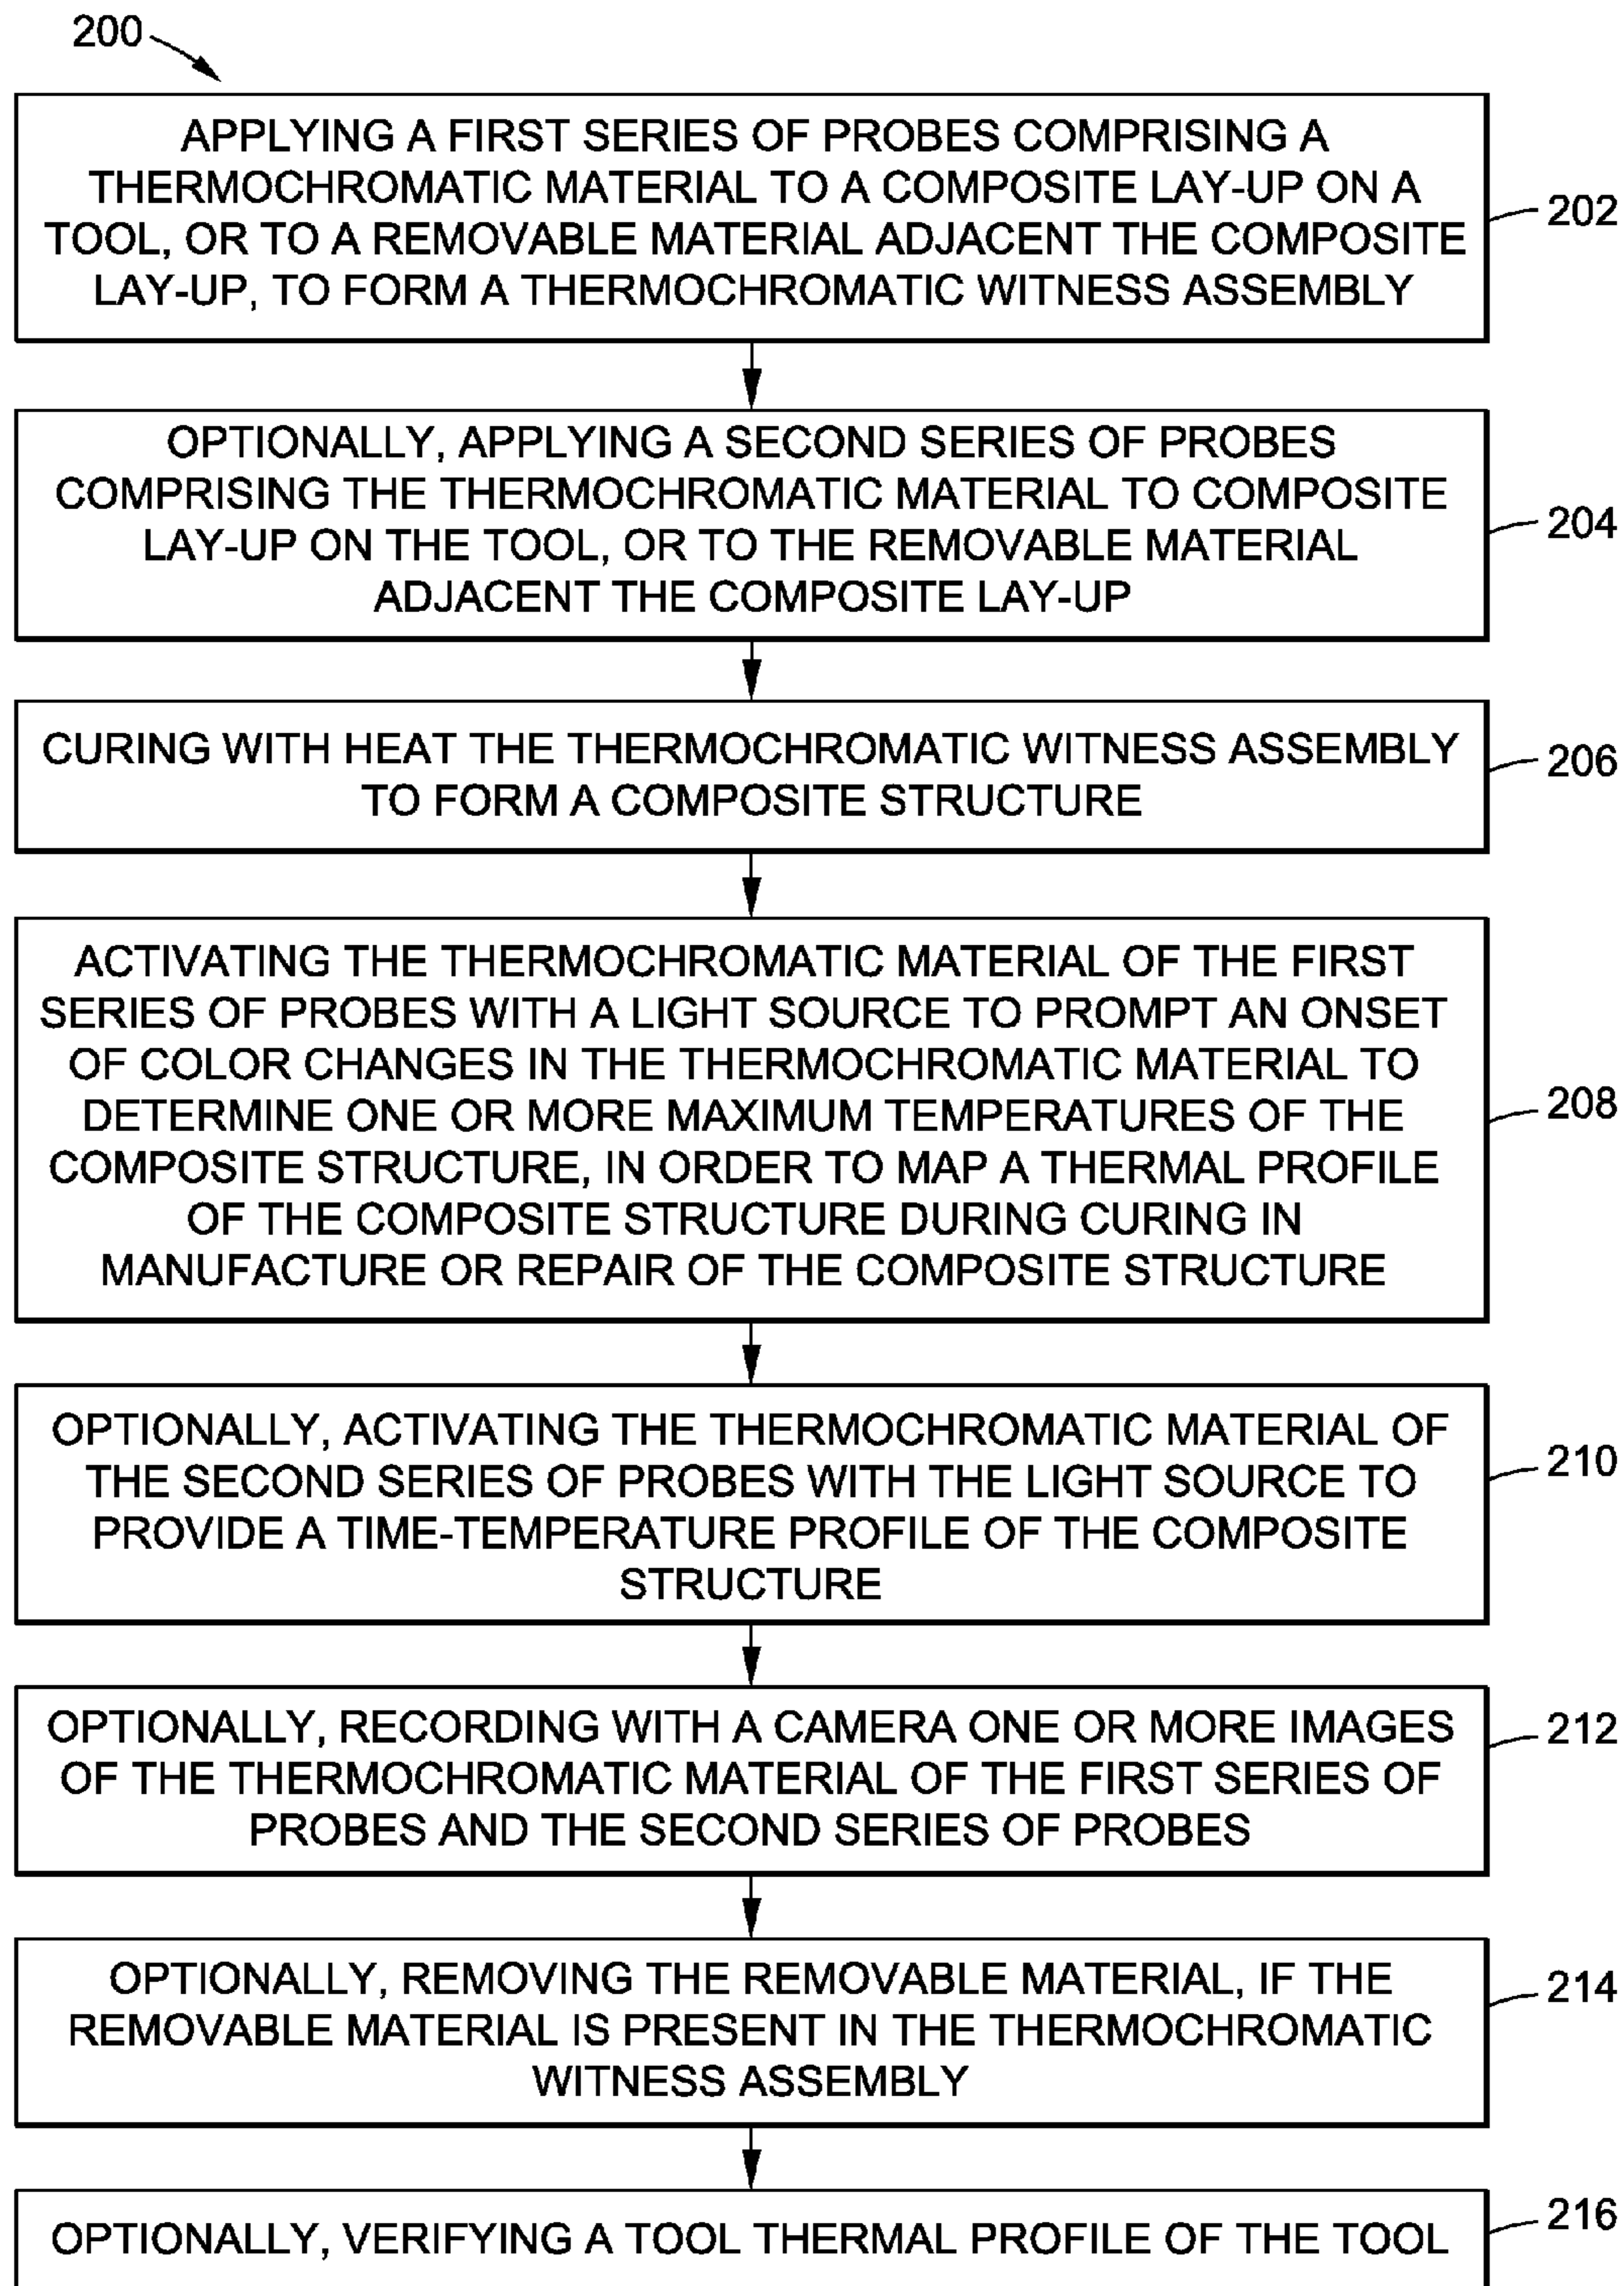 200
APPLYING A FIRST SERIES OF PROBES COMPRISING A
THERMOCHROMATIC MATERIAL TO A COMPOSITE LAY-UP ON A
TOOL, OR TO A REMOVABLE MATERIAL ADJACENT THE COMPOSITE
LAY-UP, TO FORM A THERMOCHROMATIC WITNESS ASSEMBLY
202
OPTIONALLY, APPLYING A SECOND SERIES OF PROBES
COMPRISING THE THERMOCHROMATIC MATERIAL TO COMPOSITE
LAY-UP ON THE TOOL, OR TO THE REMOVABLE MATERIAL
ADJACENT THE COMPOSITE LAY-UP
204
CURING WITH HEAT THE THERMOCHROMATIC WITNESS ASSEMBLY
TO FORM A COMPOSITE STRUCTURE
206
ACTIVATING THE THERMOCHROMATIC MATERIAL OF THE FIRST
SERIES OF PROBES WITH A LIGHT SOURCE TO PROMPT AN ONSET
OF COLOR CHANGES IN THE THERMOCHROMATIC MATERIAL TO
DETERMINE ONE OR MORE MAXIMUM TEMPERATURES OF THE
COMPOSITE STRUCTURE, IN ORDER TO MAP A THERMAL PROFILE
OF THE COMPOSITE STRUCTURE DURING CURING IN
MANUFACTURE OR REPAIR OF THE COMPOSITE STRUCTURE
208
OPTIONALLY, ACTIVATING THE THERMOCHROMATIC MATERIAL OF
THE SECOND SERIES OF PROBES WITH THE LIGHT SOURCE TO
PROVIDE A TIME-TEMPERATURE PROFILE OF THE COMPOSITE
STRUCTURE
210
OPTIONALLY, RECORDING WITH A CAMERA ONE OR MORE IMAGES
OF THE THERMOCHROMATIC MATERIAL OF THE FIRST SERIES OF
PROBES AND THE SECOND SERIES OF PROBES
212
OPTIONALLY, REMOVING THE REMOVABLE MATERIAL, IF THE
REMOVABLE MATERIAL IS PRESENT IN THE THERMOCHROMATIC
WITNESS ASSEMBLY
214
OPTIONALLY, VERIFYING A TOOL THERMAL PROFILE OF THE TOOL
216